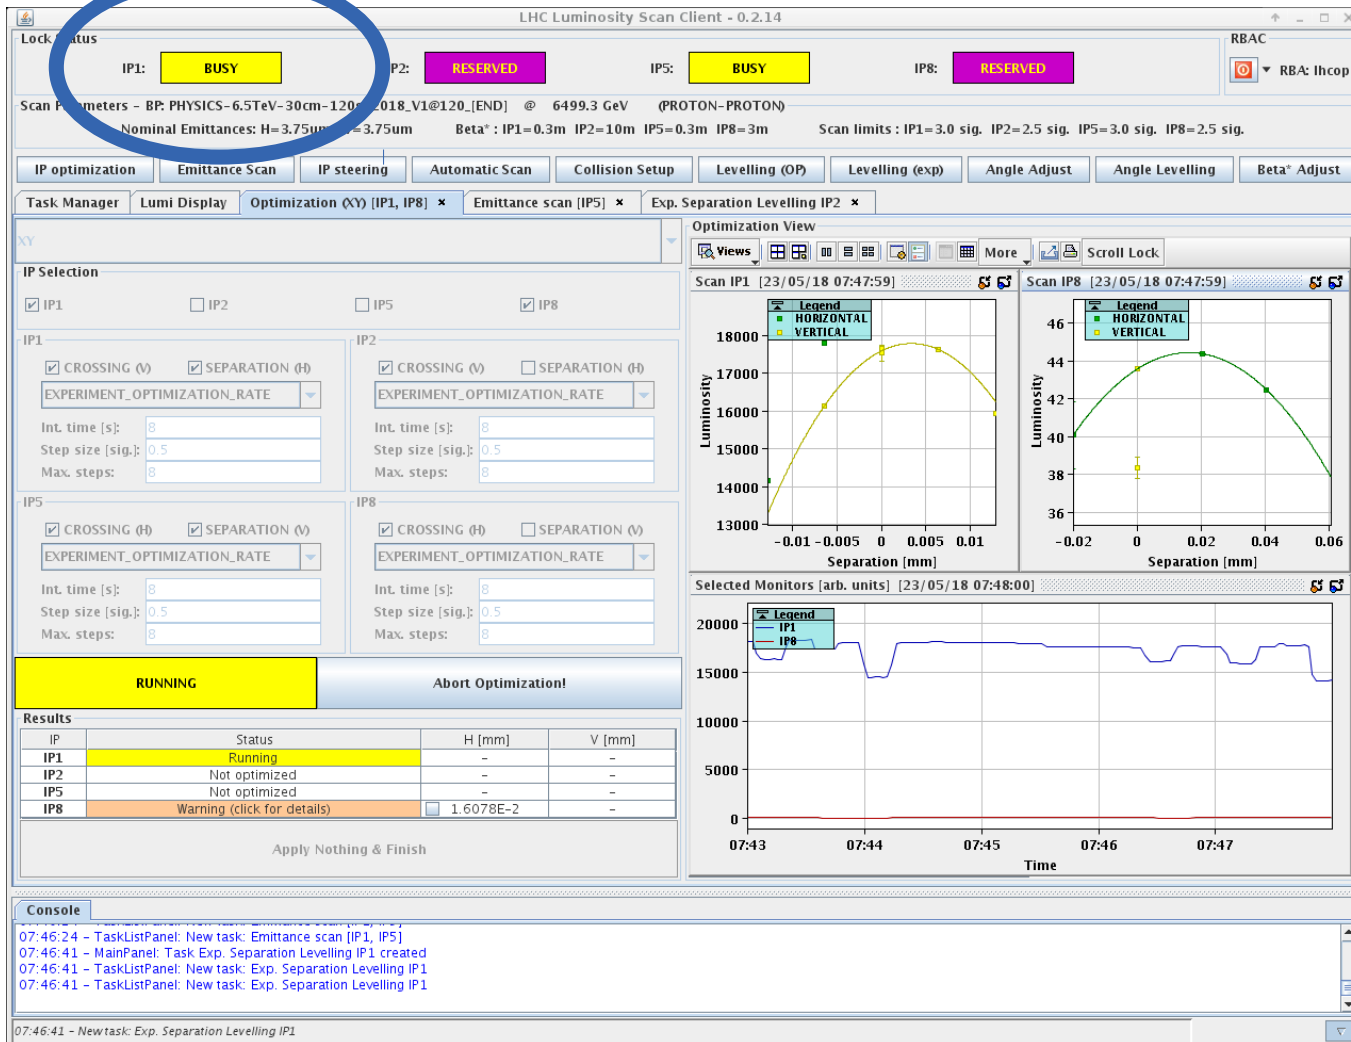 LHC Luminosity Scan Client - 0.2.14
Lock Status
RBAC
IP1: BUSY IP2: RESERVED IP5: BUSY IP8: RESERVED
RBA: lhcop
Scan Parameters - BP: PHYSICS-6.5TeV-30cm-120 2018_V1@120_[END] @ 6499.3 GeV (PROTON-PROTON)
Nominal Emittances: H=3.75um =3.75um Beta* : IP1=0.3m IP2=10m IP5=0.3m IP8=3m Scan limits : IP1=3.0 sig. IP2=2.5 sig. IP5=3.0 sig. IP8=2.5 sig.
IP optimization Emittance Scan IP steering Automatic Scan Collision Setup Levelling (OP) Levelling (exp) Angle Adjust Angle Levelling Beta* Adjust
Task Manager Lumi Display Optimization (XY) [IP1, IP8] × Emittance scan [IP5] × Exp. Separation Levelling IP2 ×
XY
IP Selection
IP1 IP2 IP5 IP8
IP1
CROSSING (V) SEPARATION (H)
EXPERIMENT_OPTIMIZATION_RATE
Int. time [s]: 8
Step size [sig.]: 0.5
Max. steps: 8
IP2
CROSSING (V) SEPARATION (H)
EXPERIMENT_OPTIMIZATION_RATE
Int. time [s]: 8
Step size [sig.]: 0.5
Max. steps: 8
IP5
CROSSING (H) SEPARATION (V)
EXPERIMENT_OPTIMIZATION_RATE
Int. time [s]: 8
Step size [sig.]: 0.5
Max. steps: 8
IP8
CROSSING (H) SEPARATION (V)
EXPERIMENT_OPTIMIZATION_RATE
Int. time [s]: 8
Step size [sig.]: 0.5
Max. steps: 8
RUNNING Abort Optimization!
Results
IP Status H [mm] V [mm]
IP1 Running - -
IP2 Not optimized - -
IP5 Not optimized - -
IP8 Warning (click for details) 1.6078E-2 -
Apply Nothing & Finish
Optimization View
Views More Scroll Lock
Scan IP1 [23/05/18 07:47:59]
Legend
HORIZONTAL
VERTICAL
Luminosity
18000
17000
16000
15000
14000
13000
-0.01 -0.005 0 0.005 0.01
Separation [mm]
Scan IP8 [23/05/18 07:47:59]
Legend
HORIZONTAL
VERTICAL
Luminosity
46
44
42
40
38
36
-0.02 0 0.02 0.04 0.06
Separation [mm]
Selected Monitors [arb. units] [23/05/18 07:48:00]
Legend
IP1
IP8
20000
15000
10000
5000
0
07:43 07:44 07:45 07:46 07:47
Time
Console
07:46:24 - TaskListPanel: New task: Emittance scan [IP1, IP5]
07:46:41 - MainPanel: Task Exp. Separation Levelling IP1 created
07:46:41 - TaskListPanel: New task: Exp. Separation Levelling IP1
07:46:41 - TaskListPanel: New task: Exp. Separation Levelling IP1
07:46:41 - New task: Exp. Separation Levelling IP1